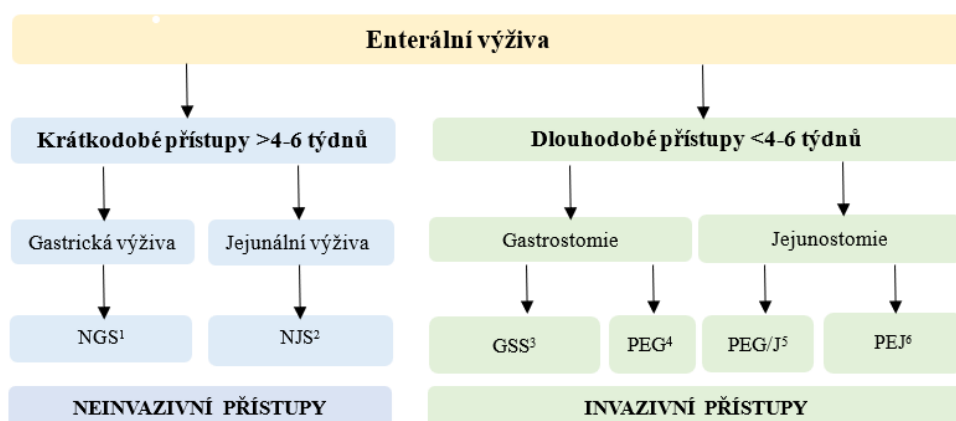 Enterální výživa
Krátkodobé přístupy >4-6 týdnů
Dlouhodobé přístupy <4-6 týdnů
Gastrická výživa
Jejunální výživa
Gastrostomie
Jejunostomie
NGS¹
NJS²
GSS³
PEG⁴
PEG/J⁵
PEJ⁶
NEINVAZIVNÍ PŘÍSTUPY
INVAZIVNÍ PŘÍSTUPY